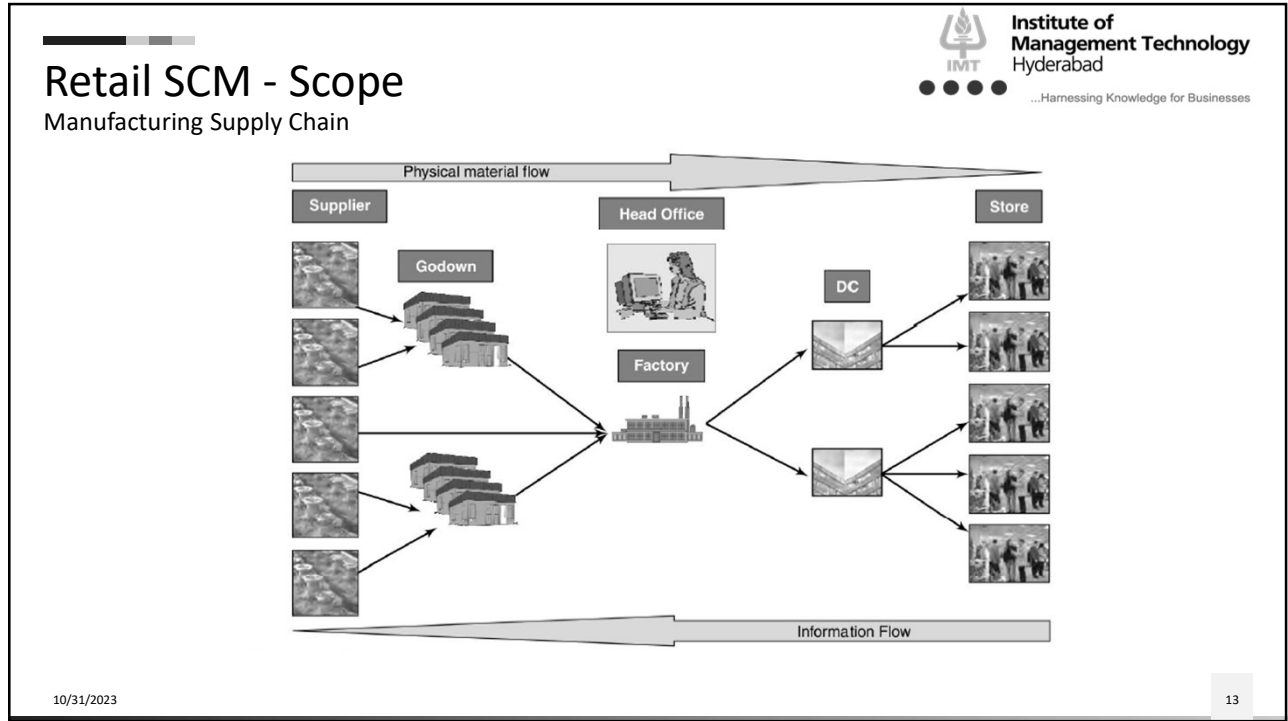 Retail SCM - Scope
Manufacturing Supply Chain
IMT
Institute of
Management Technology
Hyderabad
...Harnessing Knowledge for Businesses
Physical material flow
Supplier
Head Office
Store
Godown
DC
Factory
Information Flow
10/31/2023
13